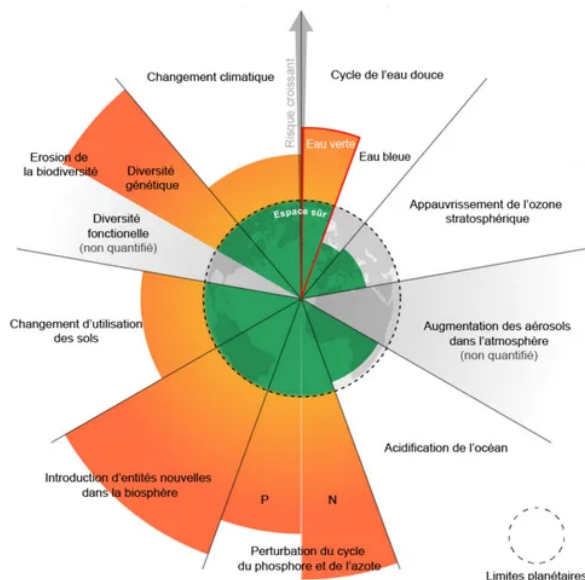 Changement climatique
Cycle de l'eau douce
Risque croissant
Eau verte
Eau bleue
Erosion de
la biodiversité
Diversité
génétique
Appauvrissement de l'ozone
stratosphérique
Espace sûr
Diversité
fonctionelle
(non quantifié)
Changement d'utilisation
des sols
Augmentation des aérosols
dans l'atmosphère
(non quantifié)
Acidification de l'océan
Introduction d'entités nouvelles
dans la biosphère
P
N
Perturbation du cycle
du phosphore et de l'azote
Limites planétaires